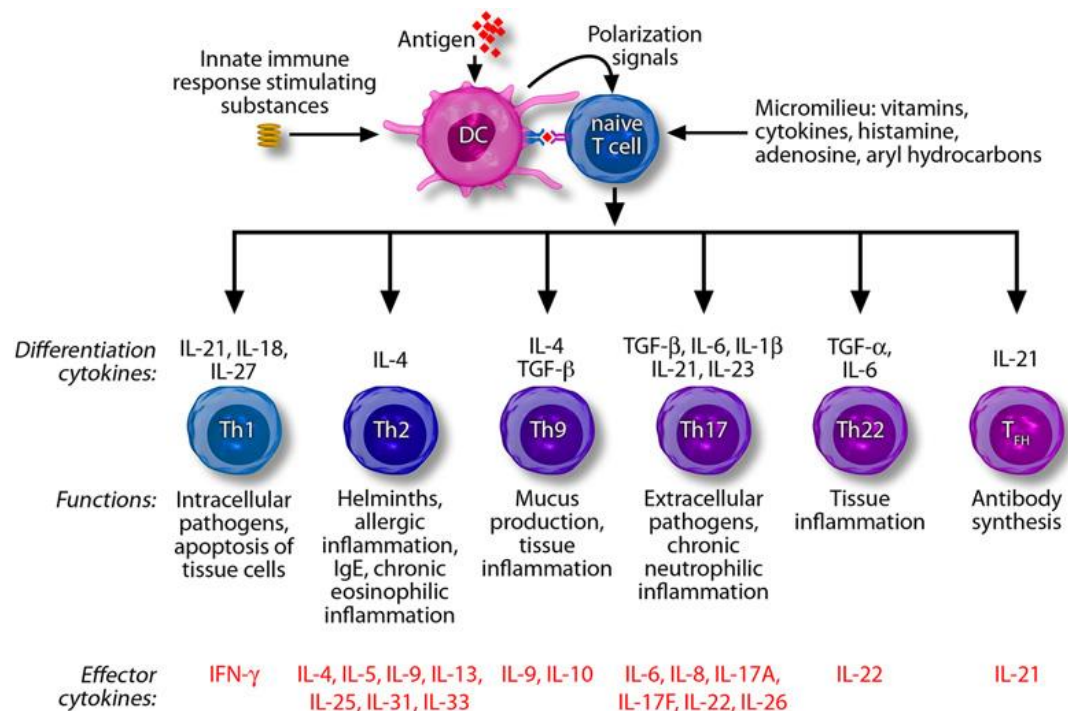 Antigen
Polarization
signals
Innate immune
response stimulating
substances
DC
naive
T cell
Micromilieu: vitamins,
cytokines, histamine,
adenosine, aryl hydrocarbons
Differentiation
cytokines:
IL-21, IL-18,
IL-27
IL-4
IL-4
TGF-β
TGF-β, IL-6, IL-1β
IL-21, IL-23
TGF-α,
IL-6
IL-21
Th1
Th2
Th9
Th17
Th22
TFH
Functions:
Intracellular
pathogens,
apoptosis of
tissue cells
Helminths,
allergic
inflammation,
IgE, chronic
eosinophilic
inflammation
Mucus
production,
tissue
inflammation
Extracellular
pathogens,
chronic
neutrophilic
inflammation
Tissue
inflammation
Antibody
synthesis
Effector
cytokines:
IFN-γ
IL-4, IL-5, IL-9, IL-13,
IL-25, IL-31, IL-33
IL-9, IL-10
IL-6, IL-8, IL-17A,
IL-17F, IL-22, IL-26
IL-22
IL-21